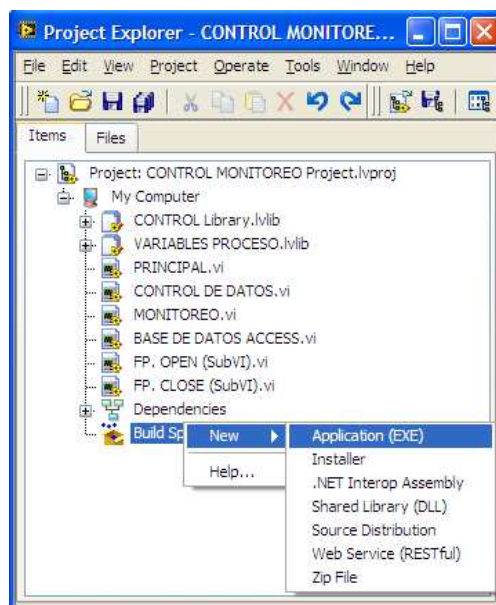 Project Explorer - CONTROL MONITORE...
File Edit View Project Operate Tools Window Help
Items Files
Project: CONTROL MONITOREO Project.lvproj
My Computer
CONTROL Library.lvlib
VARIABLES PROCESO.lvlib
PRINCIPAL.vi
CONTROL DE DATOS.vi
MONITOREO.vi
BASE DE DATOS ACCESS.vi
FP. OPEN (SubVI).vi
FP. CLOSE (SubVI).vi
Dependencies
Build Sp
New
Help...
Application (EXE)
Installer
.NET Interop Assembly
Shared Library (DLL)
Source Distribution
Web Service (RESTful)
Zip File